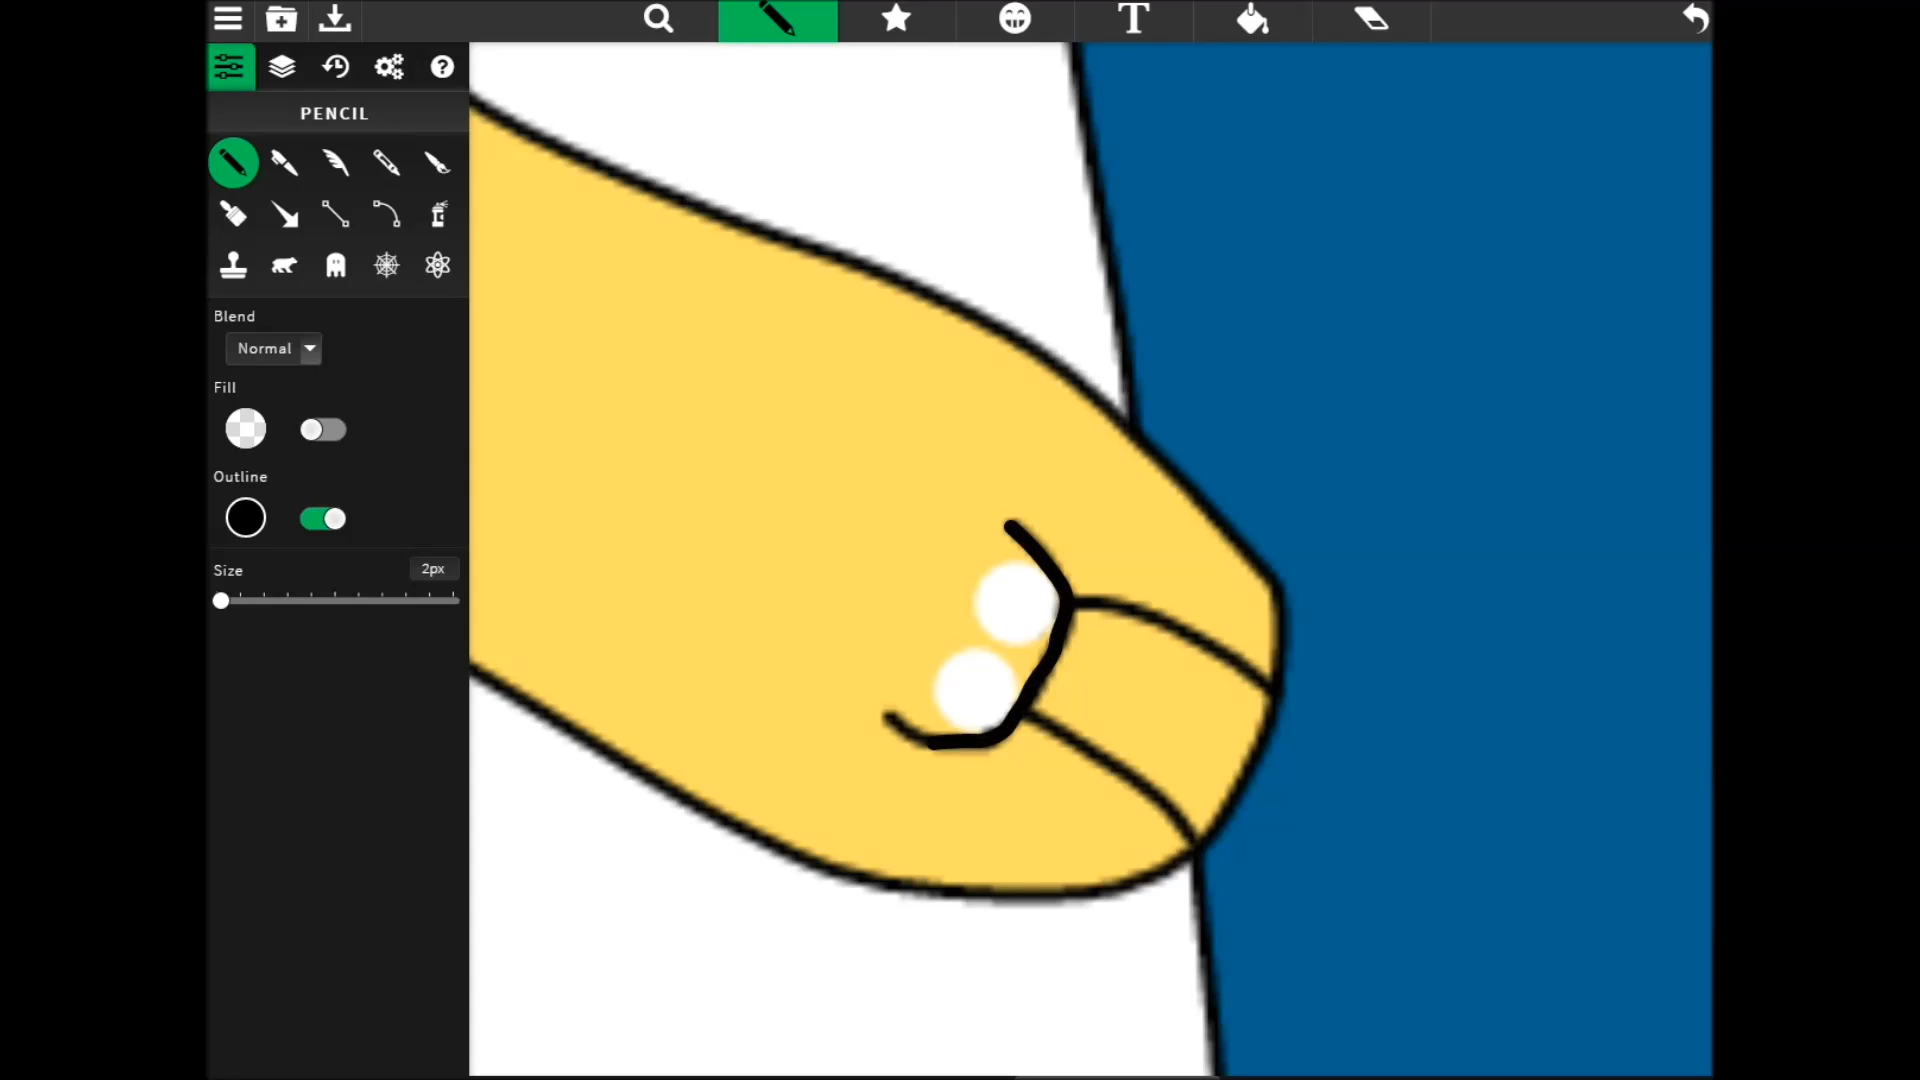 T
PENCIL
Blend
Normal
Fill
Outline
Size
2px